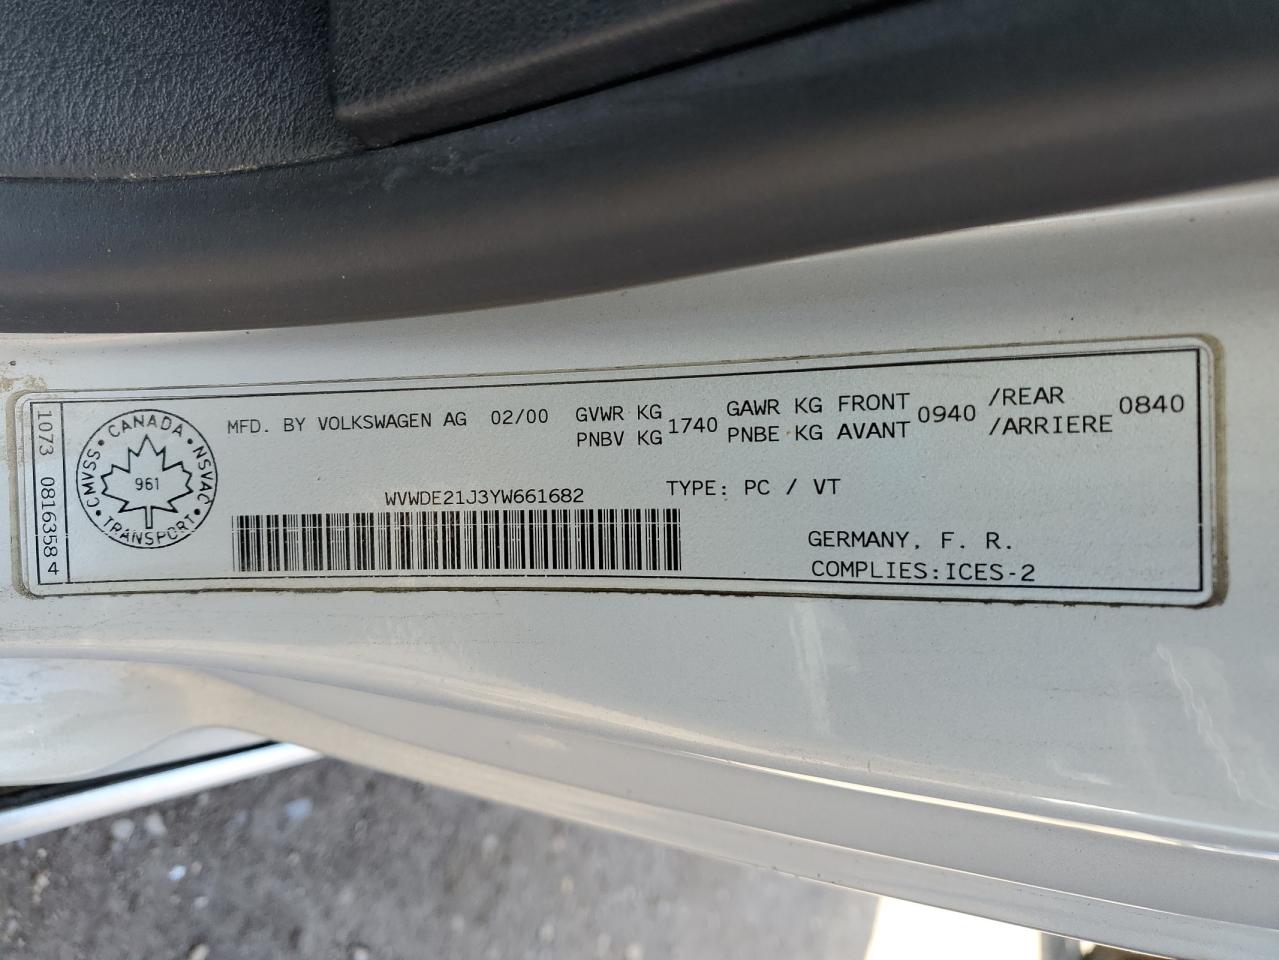 1073 0816358 4
CANADA
CMVSS
NSVAC
961
TRANSPORT
MFD. BY VOLKSWAGEN AG 02/00
GVWR KG
PNBV KG
1740
GAWR KG FRONT
PNBE KG AVANT
0940
/REAR
/ARRIERE
0840
WVWDE21J3YW661682
TYPE: PC / VT
GERMANY, F. R.
COMPLIES:ICES-2